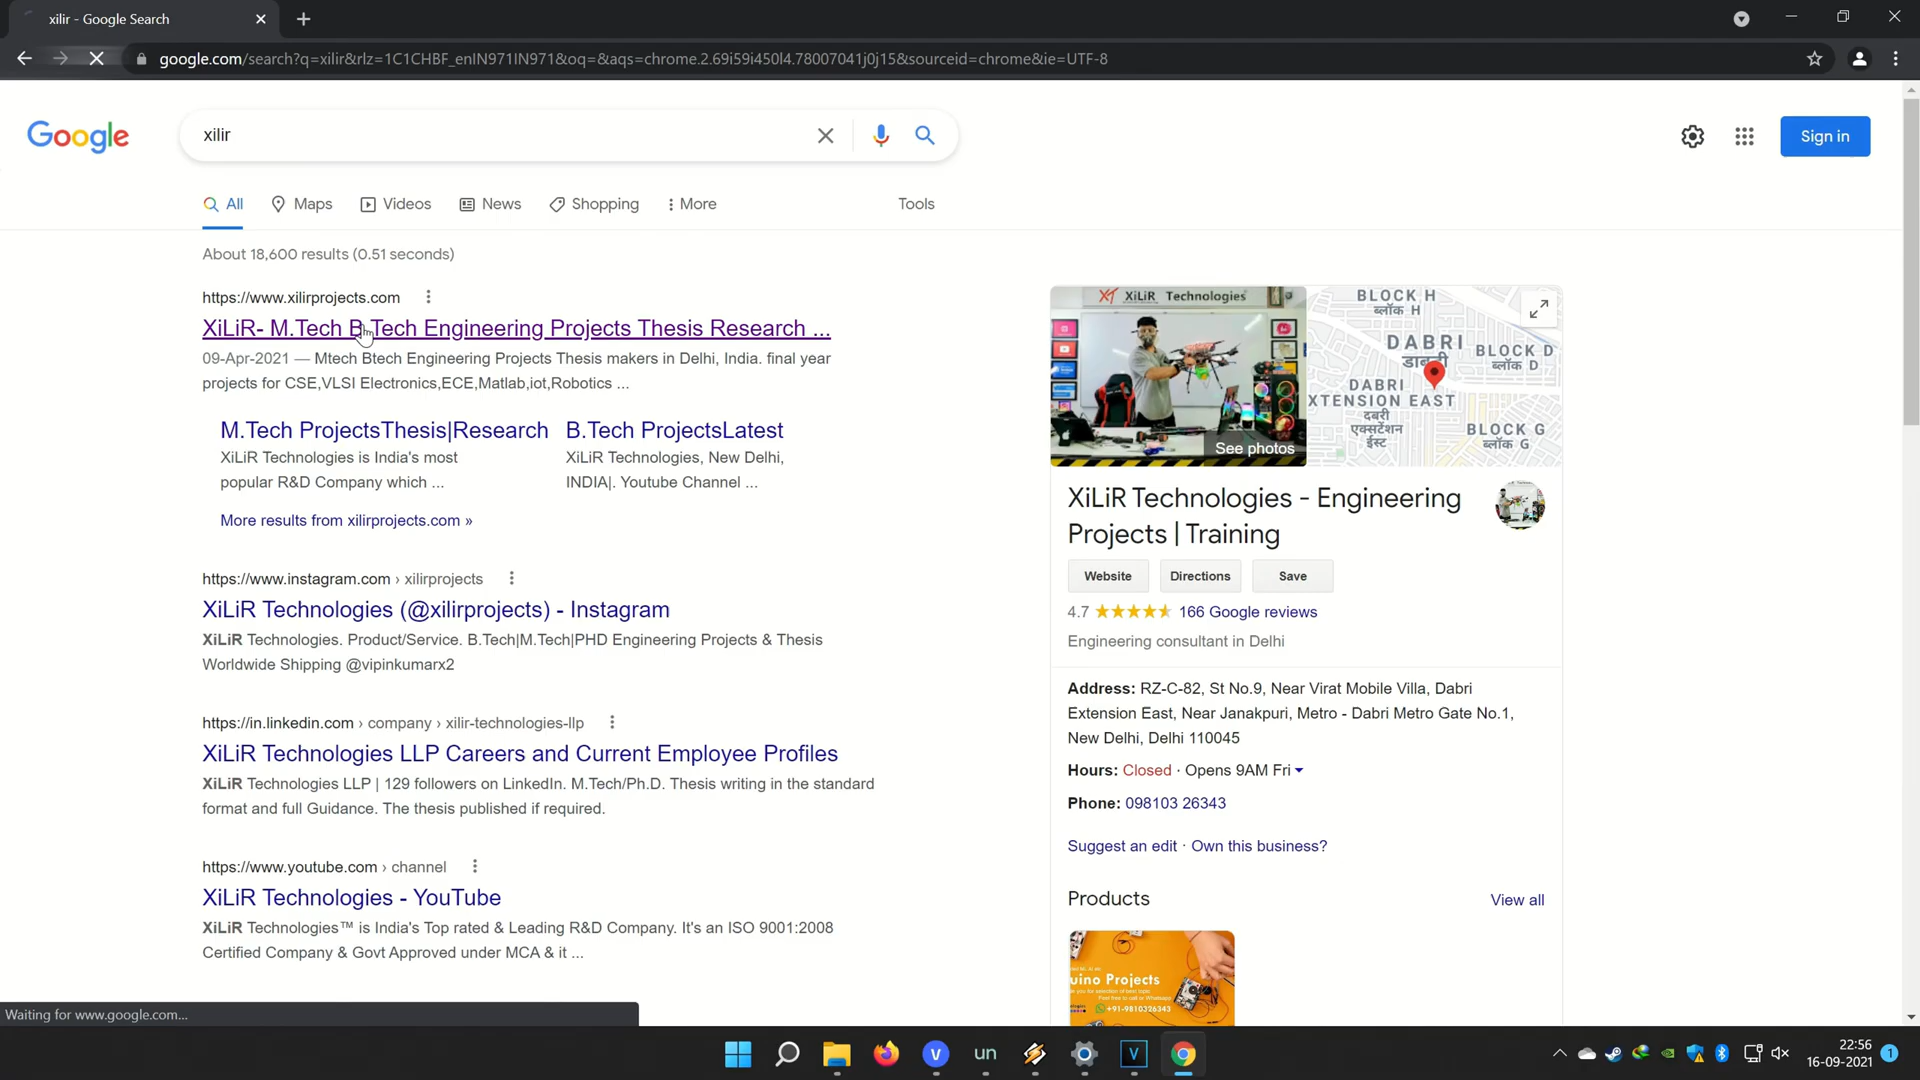 xilir - Google Search
google.com/search?q=xilir&rlz=1C1CHBF_enIN971IN971&oq=&aqs=chrome.2.69i59i450l4.78007041j0j15&sourceid=chrome&ie=UTF-8
Google
xilir
Sign in
All
Maps
Videos
News
Shopping
More
Tools
About 18,600 results (0.51 seconds)
https://www.xilirprojects.com
XiLiR- M.Tech B.Tech Engineering Projects Thesis Research ...
09-Apr-2021 — Mtech Btech Engineering Projects Thesis makers in Delhi, India. final year
projects for CSE,VLSI Electronics,ECE,Matlab,iot,Robotics ...
M.Tech ProjectsThesis|Research
XiLiR Technologies is India's most
popular R&D Company which ...
B.Tech ProjectsLatest
XiLiR Technologies, New Delhi,
INDIA|. Youtube Channel ...
More results from xilirprojects.com »
https://www.instagram.com › xilirprojects
XiLiR Technologies (@xilirprojects) - Instagram
XiLiR Technologies. Product/Service. B.Tech|M.Tech|PHD Engineering Projects & Thesis
Worldwide Shipping @vipinkumarx2
https://in.linkedin.com › company › xilir-technologies-llp
XiLiR Technologies LLP Careers and Current Employee Profiles
XiLiR Technologies LLP | 129 followers on LinkedIn. M.Tech/Ph.D. Thesis writing in the standard
format and full Guidance. The thesis published if required.
https://www.youtube.com › channel
XiLiR Technologies - YouTube
XiLiR Technologies™ is India's Top rated & Leading R&D Company. It's an ISO 9001:2008
Certified Company & Govt Approved under MCA & it ...
XT XiLiR Technologies
See photos
BLOCK H
ब्लॉक H
DABRI
डाबड़ी
BLOCK D
ब्लॉक D
DABRI
XTENSION EAST
दबरी
एक्सटेंशन
ईस्ट
BLOCK G
ब्लॉक G
XiLiR Technologies - Engineering
Projects | Training
Website
Directions
Save
4.7
166 Google reviews
Engineering consultant in Delhi
Address: RZ-C-82, St No.9, Near Virat Mobile Villa, Dabri
Extension East, Near Janakpuri, Metro - Dabri Metro Gate No.1,
New Delhi, Delhi 110045
Hours: Closed · Opens 9AM Fri
Phone: 098103 26343
Suggest an edit · Own this business?
Products
View all
uino Projects
+91-9810326343
Waiting for www.google.com...
V
un
V
22:56
16-09-2021
1